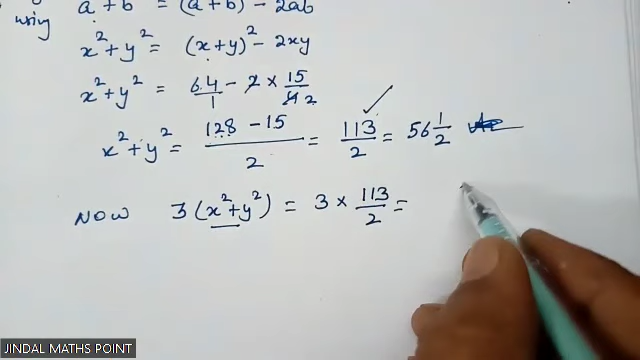 using a² + b² = (a + b)² - 2ab
x² + y² = (x + y)² - 2xy
x² + y² = 64/1 - 2 × 15/4 2
x² + y² = 128 - 15 / 2 = 113/2 = 56 1/2
NOW 3 (x² + y²) = 3 × 113/2 =
JINDAL MATHS POINT